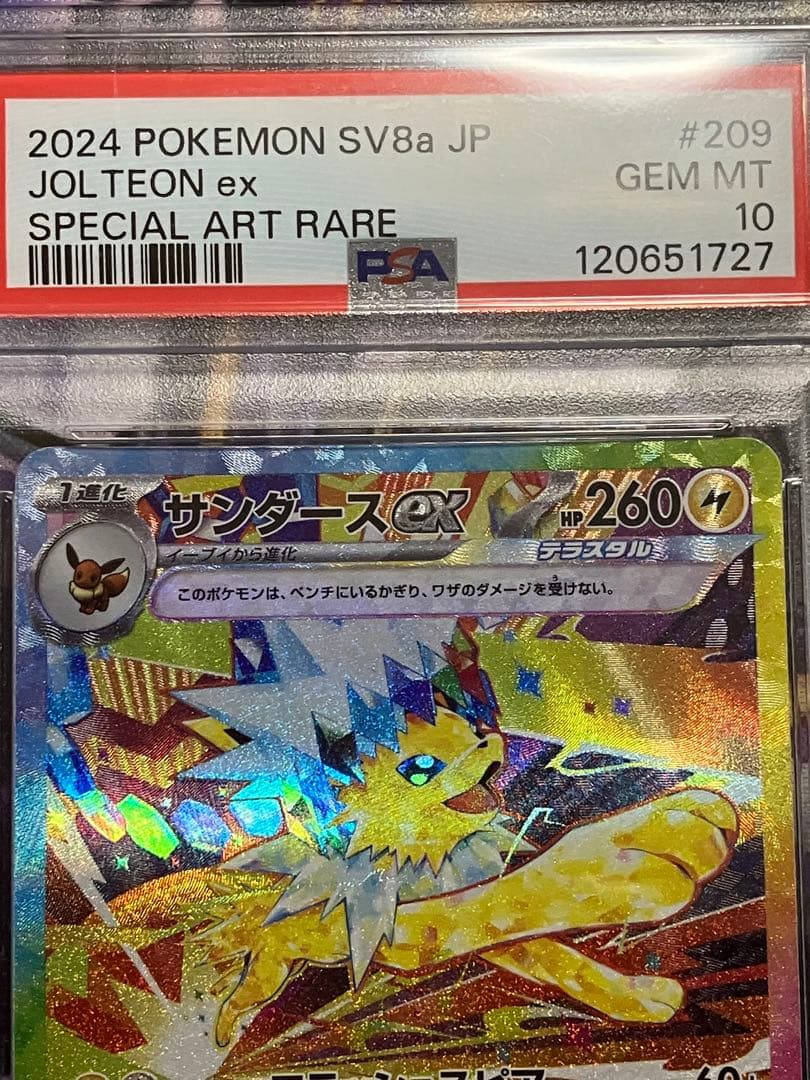 2024 POKEMON SV8a JP #209
JOLTEON ex GEM MT
SPECIAL ART RARE 10
PSA 120651727
1進化 サンダースex HP 260
イーブイから進化 テラスタル
このポケモンは、ベンチにいるかぎり、ワザのダメージを受けない。